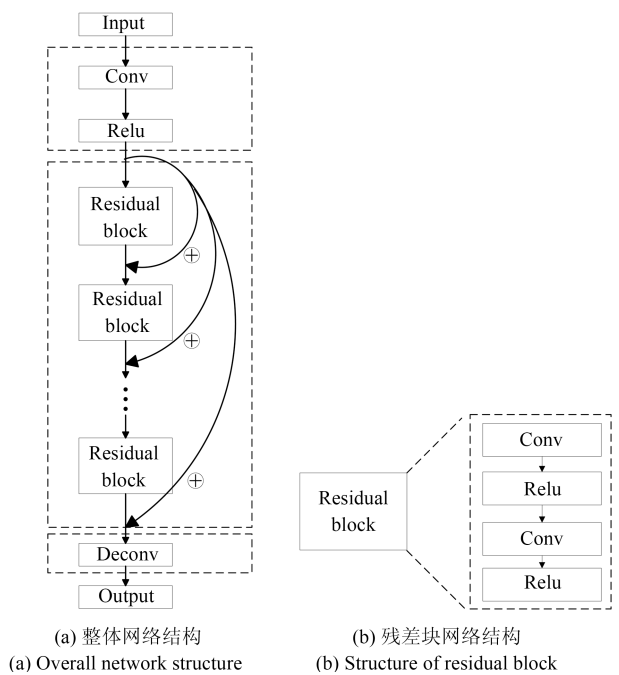 Input
Conv
Relu
Residual
block
⊕
Residual
block
⊕
Residual
block
⊕
Deconv
Output
(a) 整体网络结构
(a) Overall network structure
Residual
block
Conv
Relu
Conv
Relu
(b) 残差块网络结构
(b) Structure of residual block